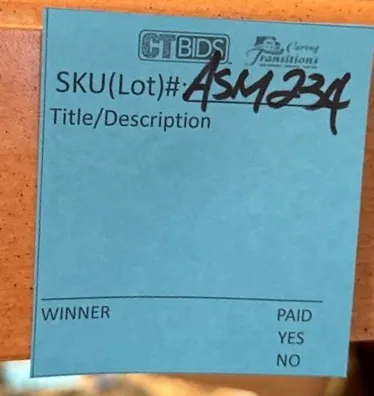 CTBIDS Caring Transitions
SKU(Lot)#: ASM234
Title/Description
WINNER PAID
YES
NO